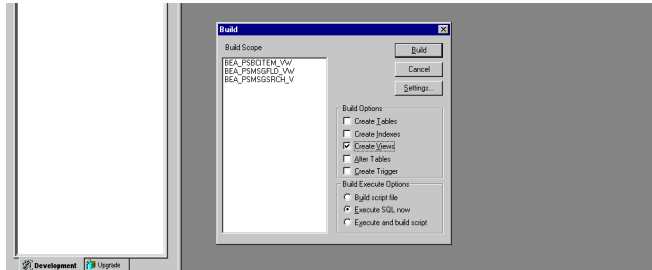 Build
Build Scope
BEA_PSBCITEM_VW
BEA_PSMSGFLD_VW
BEA_PSMSGSRCH_V
Build
Cancel
Settings...
Build Options
Create Tables
Create Indexes
Create Views
Alter Tables
Create Trigger
Build Execute Options
Build script file
Execute SQL now
Execute and build script
Development
Upgrade